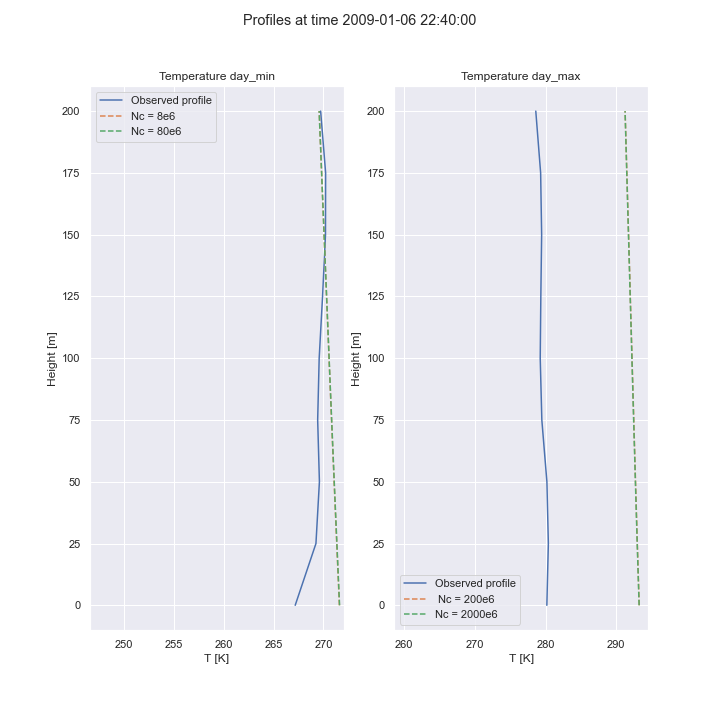 Profiles at time 2009-01-06 22:40:00
Temperature day_min
Observed profile
Nc = 8e6
Nc = 80e6
200
175
150
125
100
75
50
25
0
Height [m]
250
255
260
265
270
T [K]
Temperature day_max
200
175
150
125
100
75
50
25
0
Height [m]
Observed profile
Nc = 200e6
Nc = 2000e6
260
270
280
290
T [K]